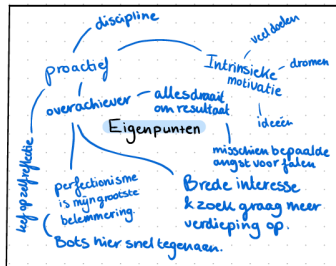 discipline
proactief
Intrinsieke
motivatie
veel doelen
dromen
ideeën
overachiever
alles draait
om resultaat
Eigenpunten
misschien bepaalde
angst voor falen
hef op zelfreflectie
perfectionisme
is mijn grootste
belemmering.
Bots hier snel tegenaan.
Brede interesse
& zoek graag meer
verdieping op.